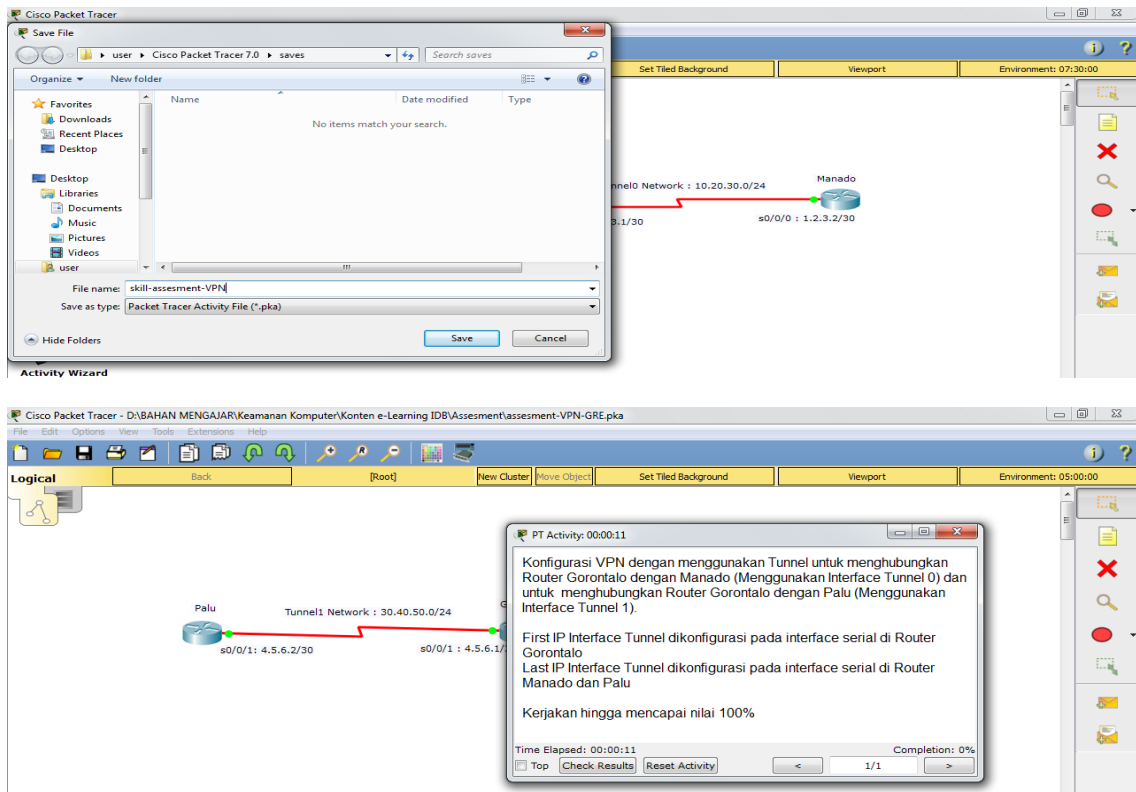 Cisco Packet Tracer
Save File
user ▸ Cisco Packet Tracer 7.0 ▸ saves
Search saves
Set Tiled Background
Viewport
Environment: 07:30:00
Organize
New folder
Favorites
Downloads
Recent Places
Desktop
Desktop
Libraries
Documents
Music
Pictures
Videos
user
Name
Date modified
Type
No items match your search.
nnel0 Network : 10.20.30.0/24
Manado
3.1/30
s0/0/0 : 1.2.3.2/30
File name: skill-assesment-VPN
Save as type: Packet Tracer Activity File (*.pka)
Hide Folders
Save
Cancel
Activity Wizard
Cisco Packet Tracer - D:\BAHAN MENGAJAR\Keamanan Komputer\Konten e-Learning IDB\Assesment\assesment-VPN-GRE.pka
File Edit Options View Tools Extensions Help
Logical
Back
[Root]
New Cluster
Move Object
Set Tiled Background
Viewport
Environment: 05:00:00
Palu
Tunnel1 Network : 30.40.50.0/24
G
s0/0/1: 4.5.6.2/30
s0/0/1 : 4.5.6.1/
PT Activity: 00:00:11
Konfigurasi VPN dengan menggunakan Tunnel untuk menghubungkan
Router Gorontalo dengan Manado (Menggunakan Interface Tunnel 0) dan
untuk menghubungkan Router Gorontalo dengan Palu (Menggunakan
Interface Tunnel 1).
First IP Interface Tunnel dikonfigurasi pada interface serial di Router
Gorontalo
Last IP Interface Tunnel dikonfigurasi pada interface serial di Router
Manado dan Palu
Kerjakan hingga mencapai nilai 100%
Time Elapsed: 00:00:11
Completion: 0%
Top
Check Results
Reset Activity
<
1/1
>